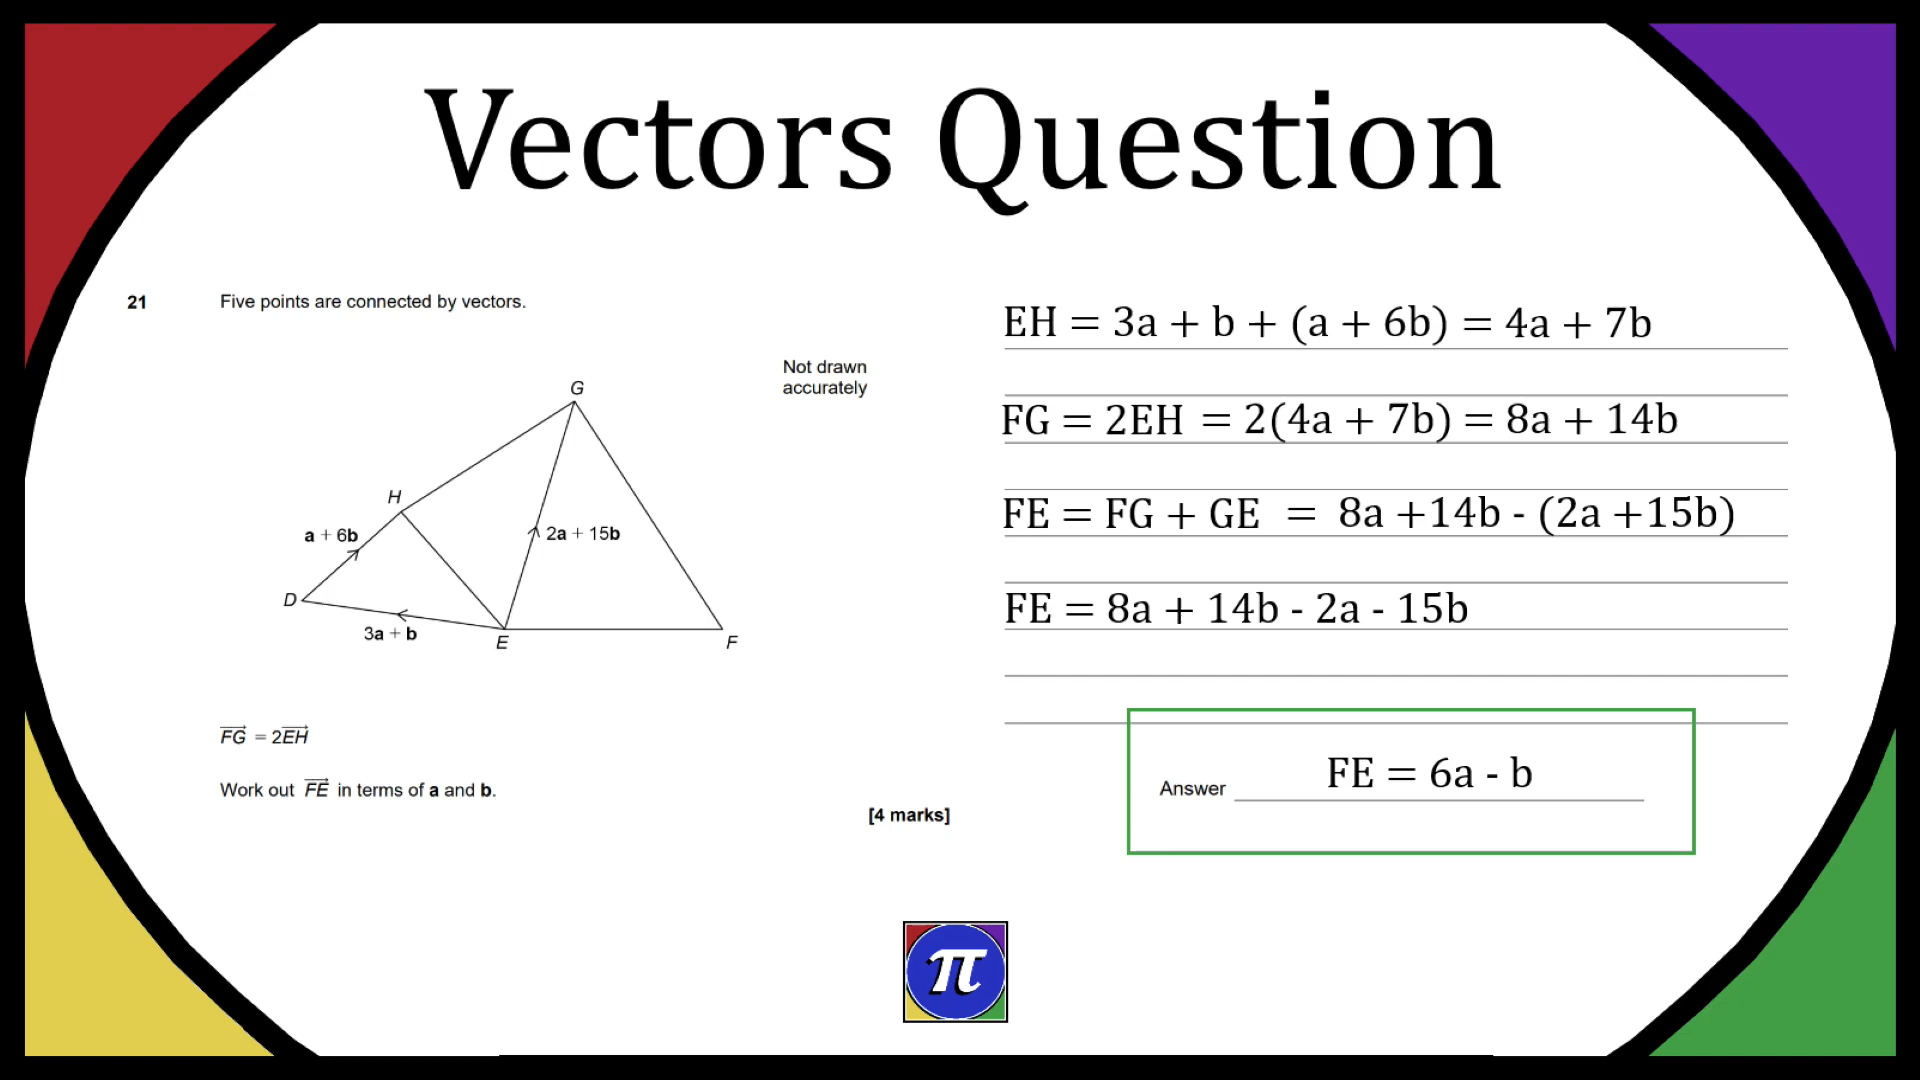 Vectors Question
21 Five points are connected by vectors.
Not drawn
accurately
G
H
a + 6b
2a + 15b
D
3a + b
E
F
FG = 2EH
Work out FE in terms of a and b.
[4 marks]
EH = 3a + b + (a + 6b) = 4a + 7b
FG = 2EH = 2(4a + 7b) = 8a + 14b
FE = FG + GE = 8a +14b - (2a +15b)
FE = 8a + 14b - 2a - 15b
Answer FE = 6a - b
π